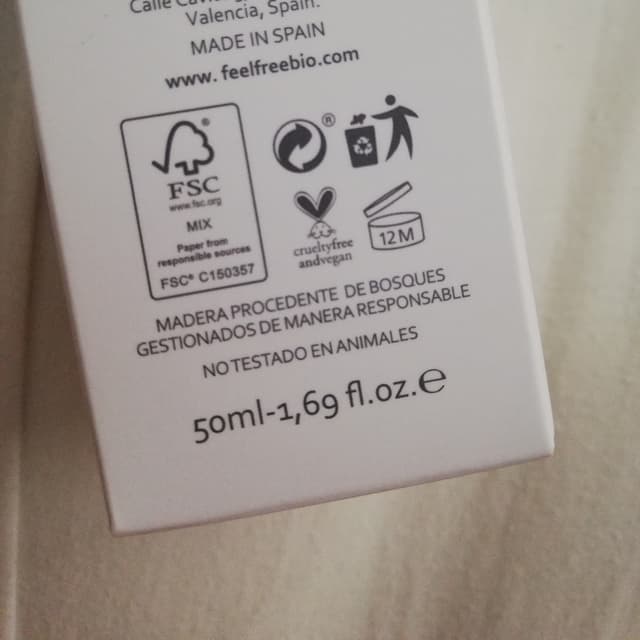 Calle
Valencia, Spain.
MADE IN SPAIN
www.feelfreebio.com
®
FSC
www.fsc.org
MIX
Paper from
responsible sources
FSC® C150357
®
crueltyfree
andvegan
12M
MADERA PROCEDENTE DE BOSQUES
GESTIONADOS DE MANERA RESPONSABLE
NO TESTADO EN ANIMALES
50ml-1,69 fl.oz.℮